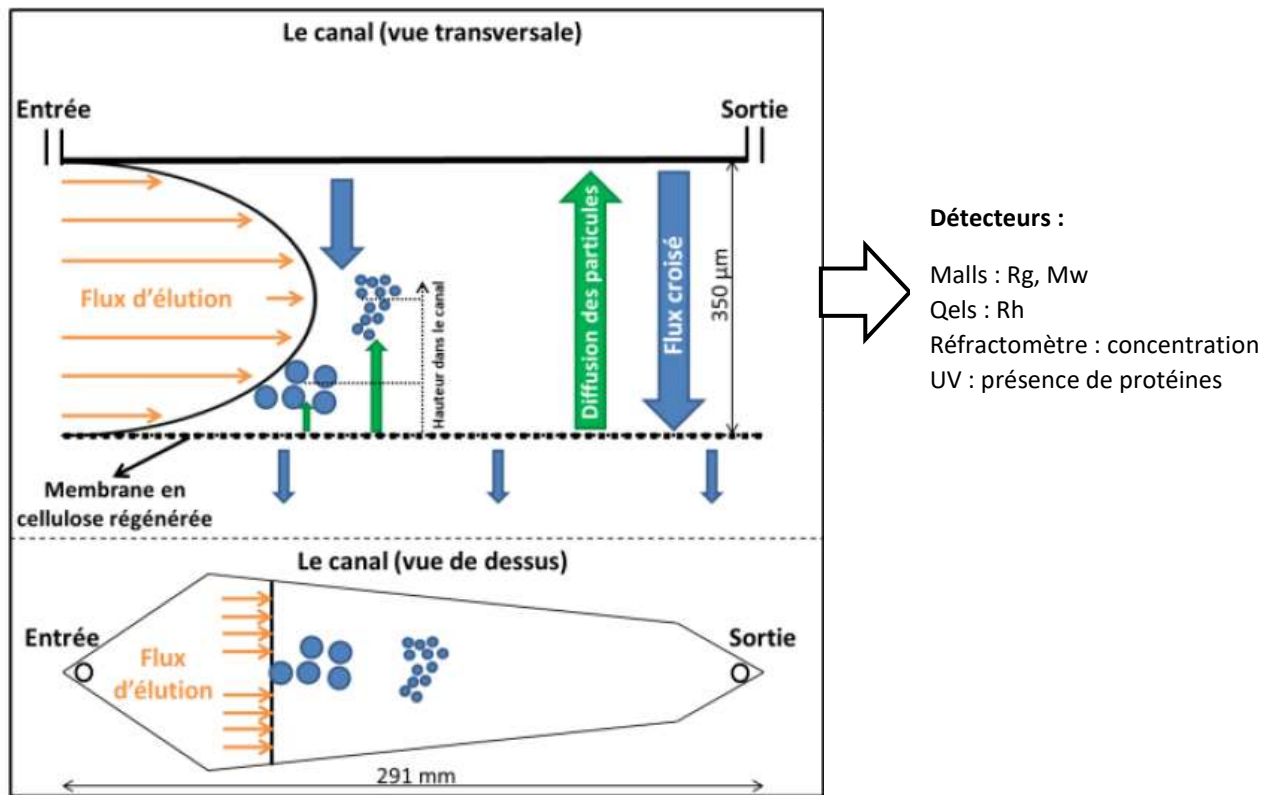 Le canal (vue transversale)
Entrée
Sortie
Flux d'élution
Hauteur dans le canal
Diffusion des particules
Flux croisé
350 µm
Membrane en
cellulose régénérée
Détecteurs :
Malls : Rg, Mw
Qels : Rh
Réfractomètre : concentration
UV : présence de protéines
Le canal (vue de dessus)
Entrée
Flux
d'élution
Sortie
291 mm